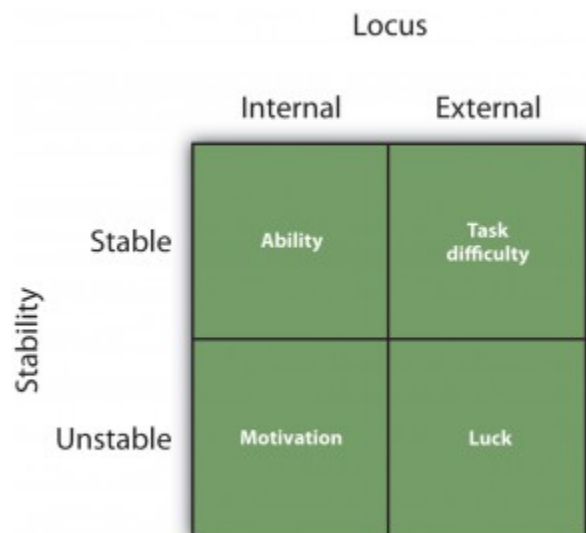 Locus
Internal External
Stability
Stable
Ability
Task
difficulty
Unstable
Motivation
Luck